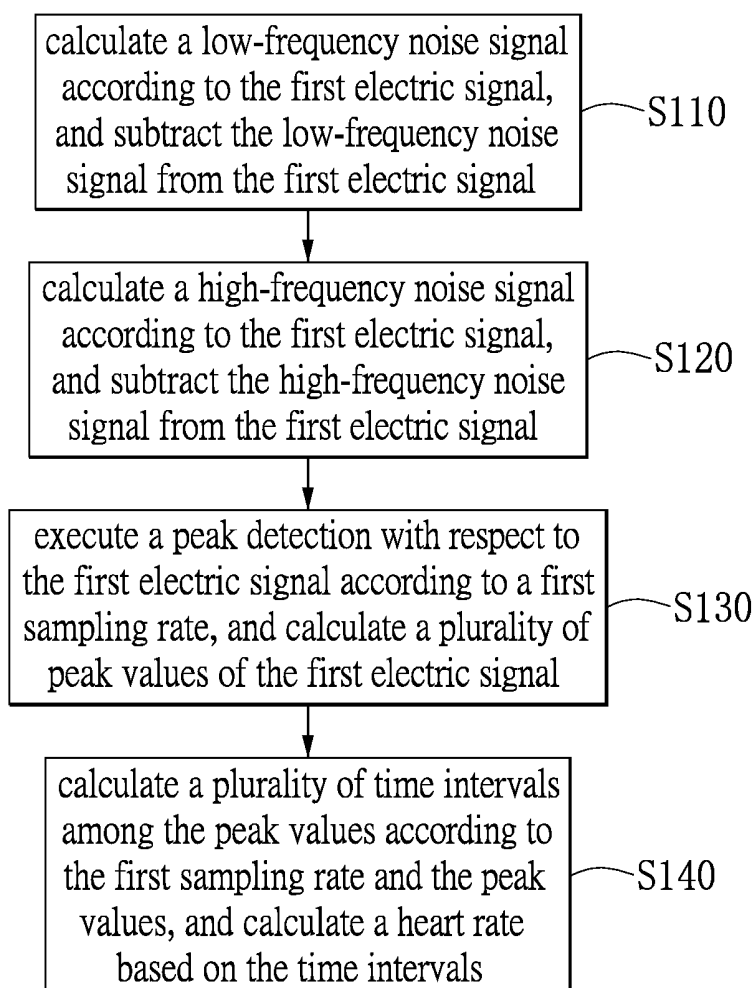 calculate a low-frequency noise signal
according to the first electric signal,
and subtract the low-frequency noise
signal from the first electric signal
S110
calculate a high-frequency noise signal
according to the first electric signal,
and subtract the high-frequency noise
signal from the first electric signal
S120
execute a peak detection with respect to
the first electric signal according to a first
sampling rate, and calculate a plurality of
peak values of the first electric signal
S130
calculate a plurality of time intervals
among the peak values according to
the first sampling rate and the peak
values, and calculate a heart rate
based on the time intervals
S140